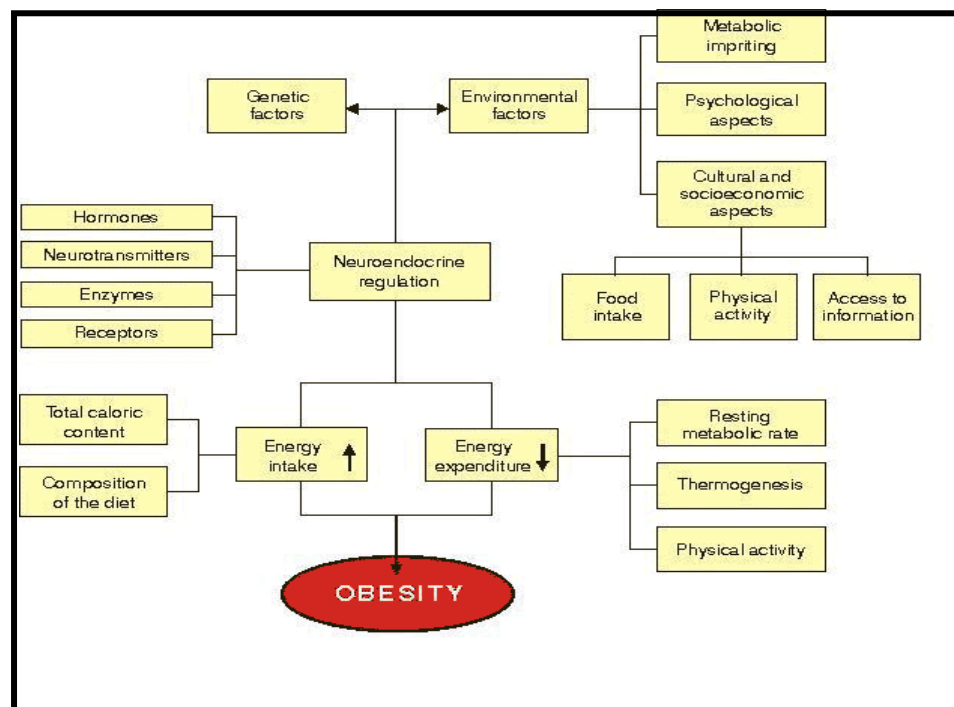 Metabolic
impriting
Genetic
factors
Environmental
factors
Psychological
aspects
Cultural and
socioeconomic
aspects
Hormones
Neurotransmitters
Enzymes
Receptors
Neuroendocrine
regulation
Food
intake
Physical
activity
Access to
information
Total caloric
content
Composition
of the diet
Energy
intake
Energy
expenditure
Resting
metabolic rate
Thermogenesis
Physical activity
OBESITY